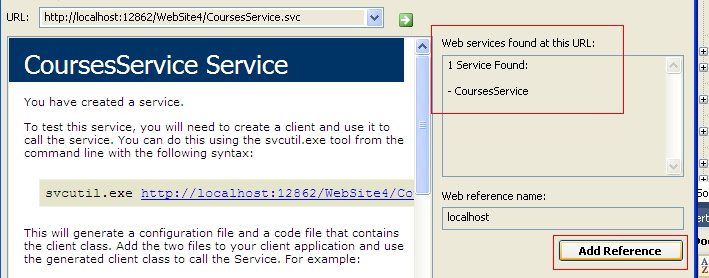 URL: http://localhost:12862/WebSite4/CoursesService.svc
CoursesService Service
You have created a service.
To test this service, you will need to create a client and use it to
call the service. You can do this using the svcutil.exe tool from the
command line with the following syntax:
svcutil.exe http://localhost:12862/WebSite4/Co
This will generate a configuration file and a code file that contains
the client class. Add the two files to your client application and use
the generated client class to call the Service. For example:
Web services found at this URL:
1 Service Found:
- CoursesService
Web reference name:
localhost
Add Reference